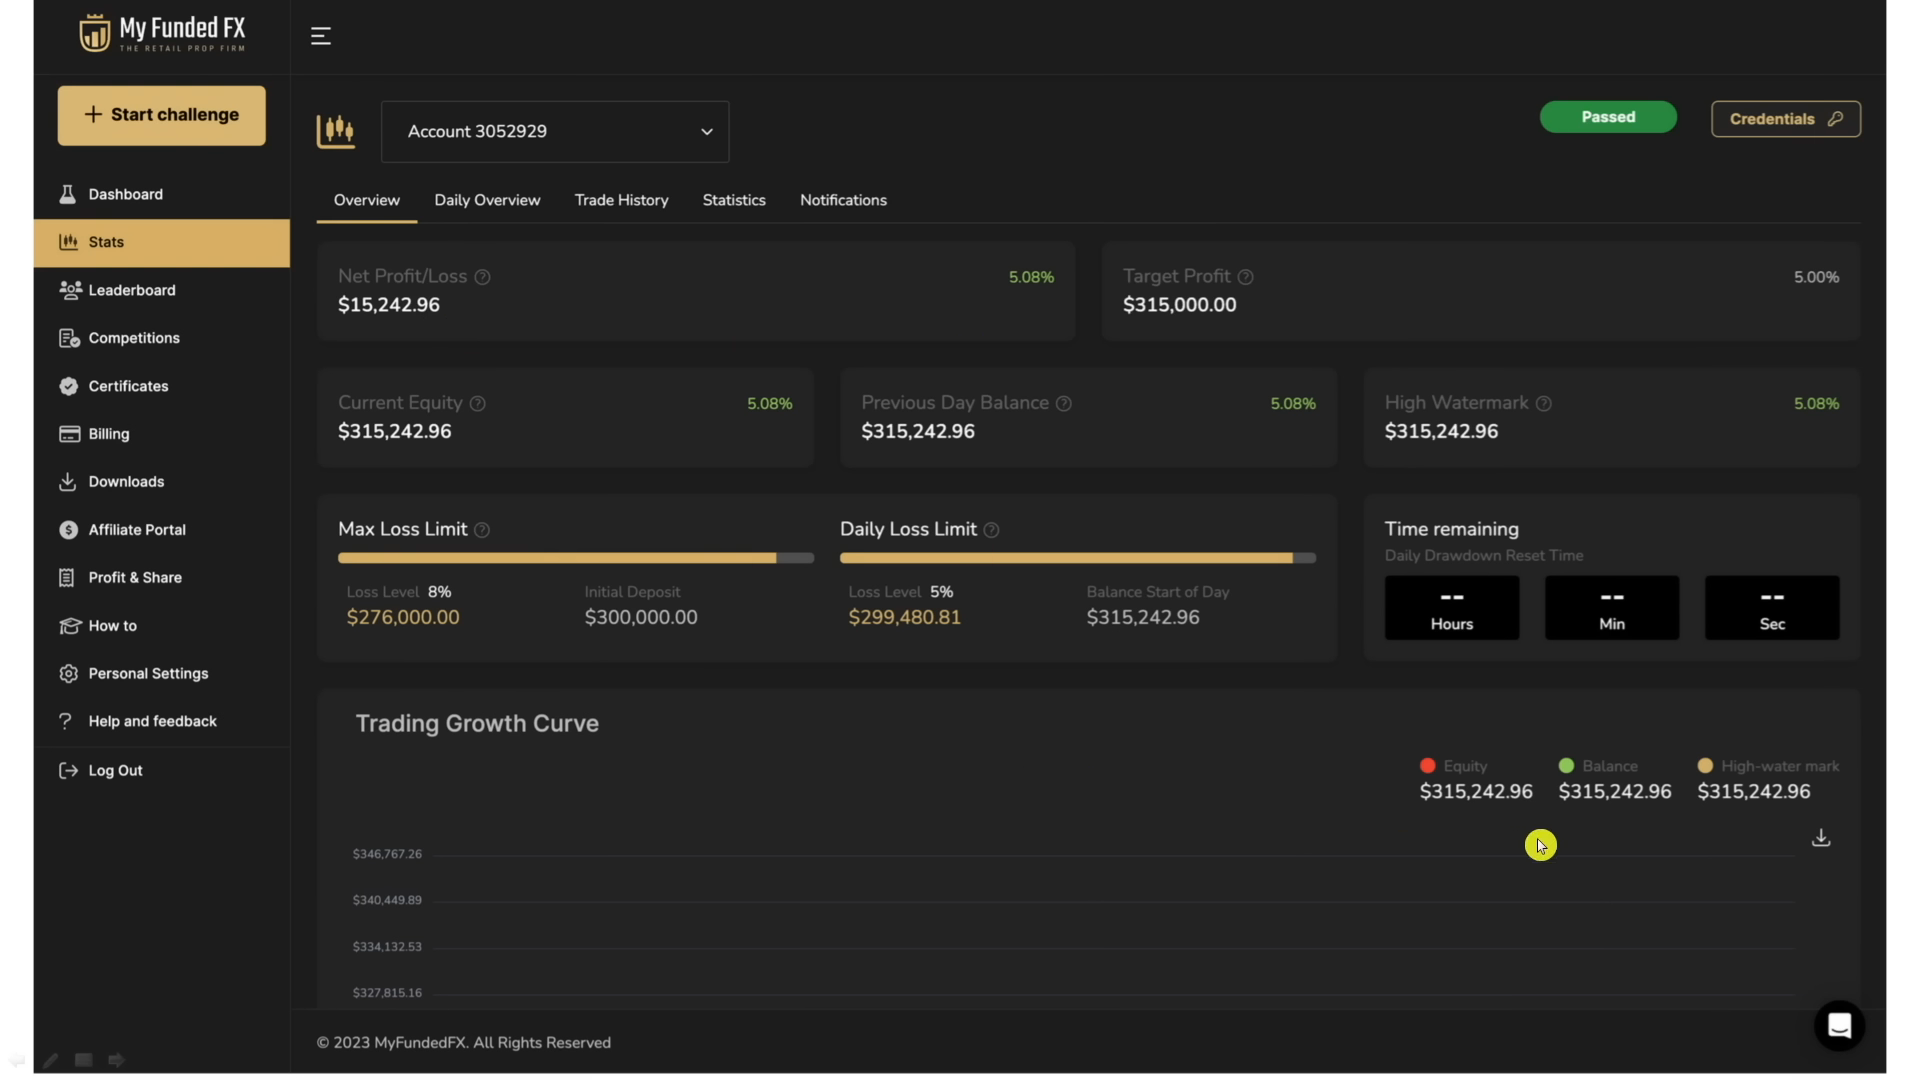 My Funded FX
THE RETAIL PROP FIRM
+ Start challenge
Dashboard
Stats
Leaderboard
Competitions
Certificates
Billing
Downloads
Affiliate Portal
Profit & Share
How to
Personal Settings
Help and feedback
Log Out
Account 3052929
Passed
Credentials
Overview Daily Overview Trade History Statistics Notifications
Net Profit/Loss 5.08%
$15,242.96
Target Profit 5.00%
$315,000.00
Current Equity 5.08%
$315,242.96
Previous Day Balance 5.08%
$315,242.96
High Watermark 5.08%
$315,242.96
Max Loss Limit
Loss Level 8% Initial Deposit
$276,000.00 $300,000.00
Daily Loss Limit
Loss Level 5% Balance Start of Day
$299,480.81 $315,242.96
Time remaining
Daily Drawdown Reset Time
-- -- --
Hours Min Sec
Trading Growth Curve
Equity Balance High-water mark
$315,242.96 $315,242.96 $315,242.96
$346,767.26
$340,449.89
$334,132.53
$327,815.16
© 2023 MyFundedFX. All Rights Reserved